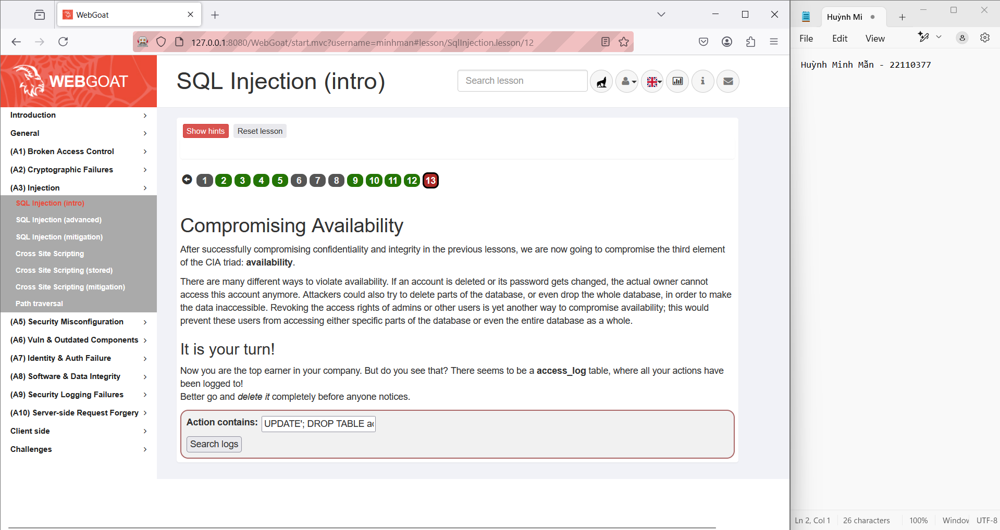 WebGoat
127.0.0.1:8080/WebGoat/start.mvc?username=minhman#lesson/SqlInjection.lesson/12
WEBGOAT
SQL Injection (intro)
Search lesson
Introduction
General
(A1) Broken Access Control
(A2) Cryptographic Failures
(A3) Injection
SQL Injection (intro)
SQL Injection (advanced)
SQL Injection (mitigation)
Cross Site Scripting
Cross Site Scripting (stored)
Cross Site Scripting (mitigation)
Path traversal
(A5) Security Misconfiguration
(A6) Vuln & Outdated Components
(A7) Identity & Auth Failure
(A8) Software & Data Integrity
(A9) Security Logging Failures
(A10) Server-side Request Forgery
Client side
Challenges
Show hints Reset lesson
1 2 3 4 5 6 7 8 9 10 11 12 13
Compromising Availability
After successfully compromising confidentiality and integrity in the previous lessons, we are now going to compromise the third element
of the CIA triad: availability.
There are many different ways to violate availability. If an account is deleted or its password gets changed, the actual owner cannot
access this account anymore. Attackers could also try to delete parts of the database, or even drop the whole database, in order to make
the data inaccessible. Revoking the access rights of admins or other users is yet another way to compromise availability; this would
prevent these users from accessing either specific parts of the database or even the entire database as a whole.
It is your turn!
Now you are the top earner in your company. But do you see that? There seems to be a access_log table, where all your actions have
been logged to!
Better go and delete it completely before anyone notices.
Action contains: UPDATE'; DROP TABLE ac
Search logs
Huỳnh Mi
File Edit View
Huỳnh Minh Mẫn - 22110377
Ln 2, Col 1 26 characters 100% Window UTF-8